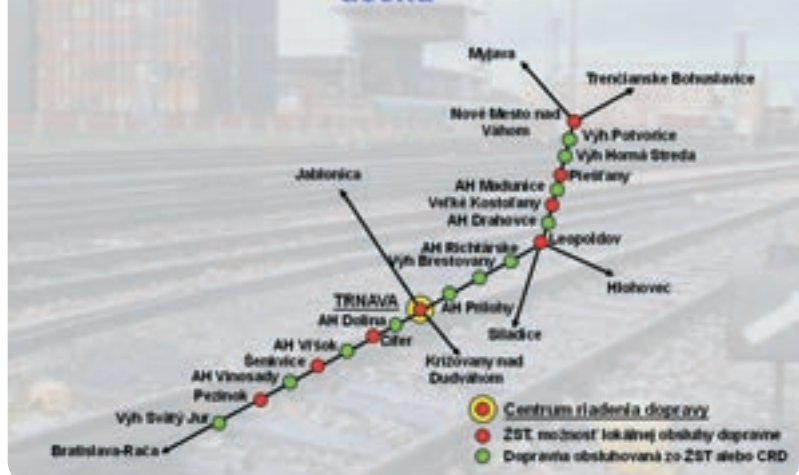 Myjava
Trenčianske Bohuslavice
Nové Mesto nad
Váhom
Výh Potvorice
Výh Horná Streda
Piešťany
AH Madunice
Veľké Kostoľany
AH Drahovce
Leopoldov
Jablonica
AH Richtárske
Výh Brestovany
Hlohovec
TRNAVA
AH Prílohy
Siladice
AH Dolina
Cífer
AH Vŕšok
Križovany nad
Dudváhom
Šenkvice
AH Vinosady
Pezinok
Výh Svätý Jur
Bratislava-Rača
Centrum riadenia dopravy
ŽST, možnosť lokálnej obsluhy dopravne
Dopravňa obsluhovaná zo ŽST alebo CRD